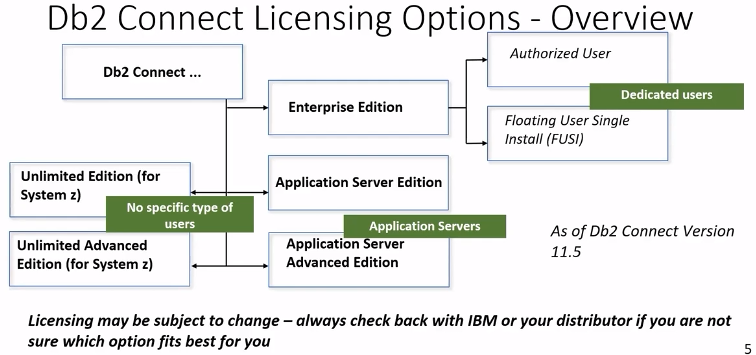 Db2 Connect Licensing Options - Overview
Db2 Connect ...
Authorized User
Dedicated users
Enterprise Edition
Floating User Single
Install (FUSI)
Unlimited Edition (for
System z)
Application Server Edition
No specific type of
users
Application Servers
Unlimited Advanced
Edition (for System z)
Application Server
Advanced Edition
As of Db2 Connect Version
11.5
Licensing may be subject to change – always check back with IBM or your distributor if you are not
sure which option fits best for you
5